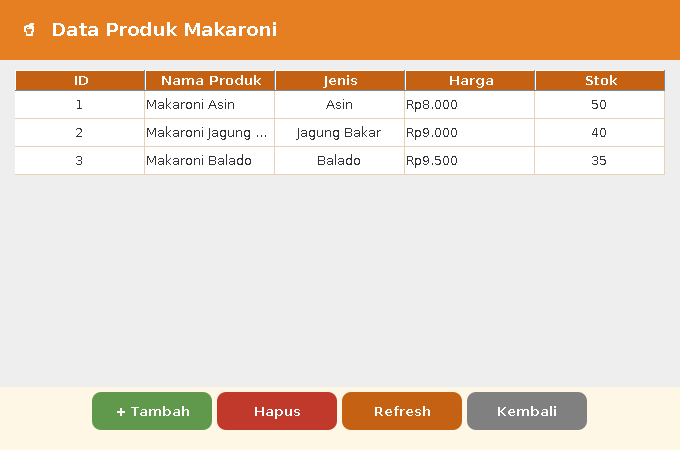 Data Produk Makaroni
ID Nama Produk Jenis Harga Stok
1 Makaroni Asin Asin Rp8.000 50
2 Makaroni Jagung ... Jagung Bakar Rp9.000 40
3 Makaroni Balado Balado Rp9.500 35
+ Tambah Hapus Refresh Kembali